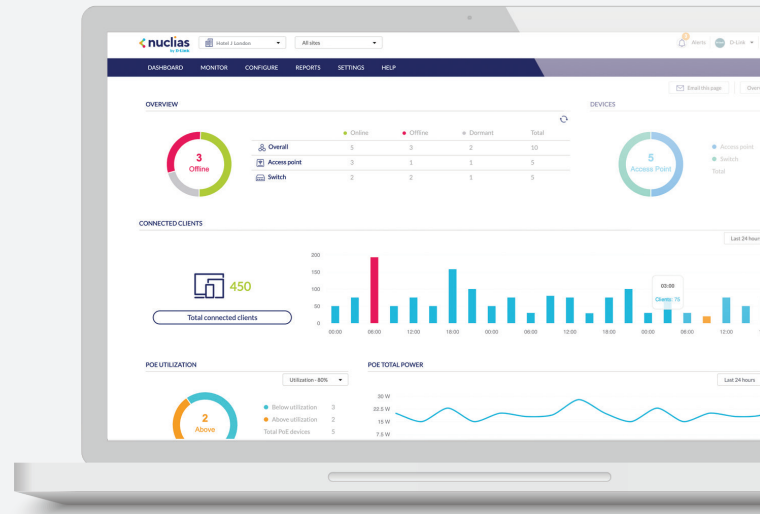 nuclias
by D-Link
Hotel J London
All sites
2
Alerts
D-Link
DASHBOARD MONITOR CONFIGURE REPORTS SETTINGS HELP
Email this page
OVERVIEW
DEVICES
Online Offline Dormant Total
Overall 5 3 2 10
Access point 3 1 1 5
Switch 2 2 1 5
3
Offline
5
Access Point
Access point
Switch
Total
CONNECTED CLIENTS
Last 24 hours
450
Total connected clients
200
150
100
50
0
03:00
Clients: 75
00:00 06:00 12:00 18:00 00:00 06:00 12:00 18:00 00:00 06:00 12:00
POE UTILIZATION
POE TOTAL POWER
Utilization - 80%
Last 24 hours
2
Above
Below utilization 3
Above utilization 2
Total PoE devices 5
30 W
22.5 W
15 W
7.5 W